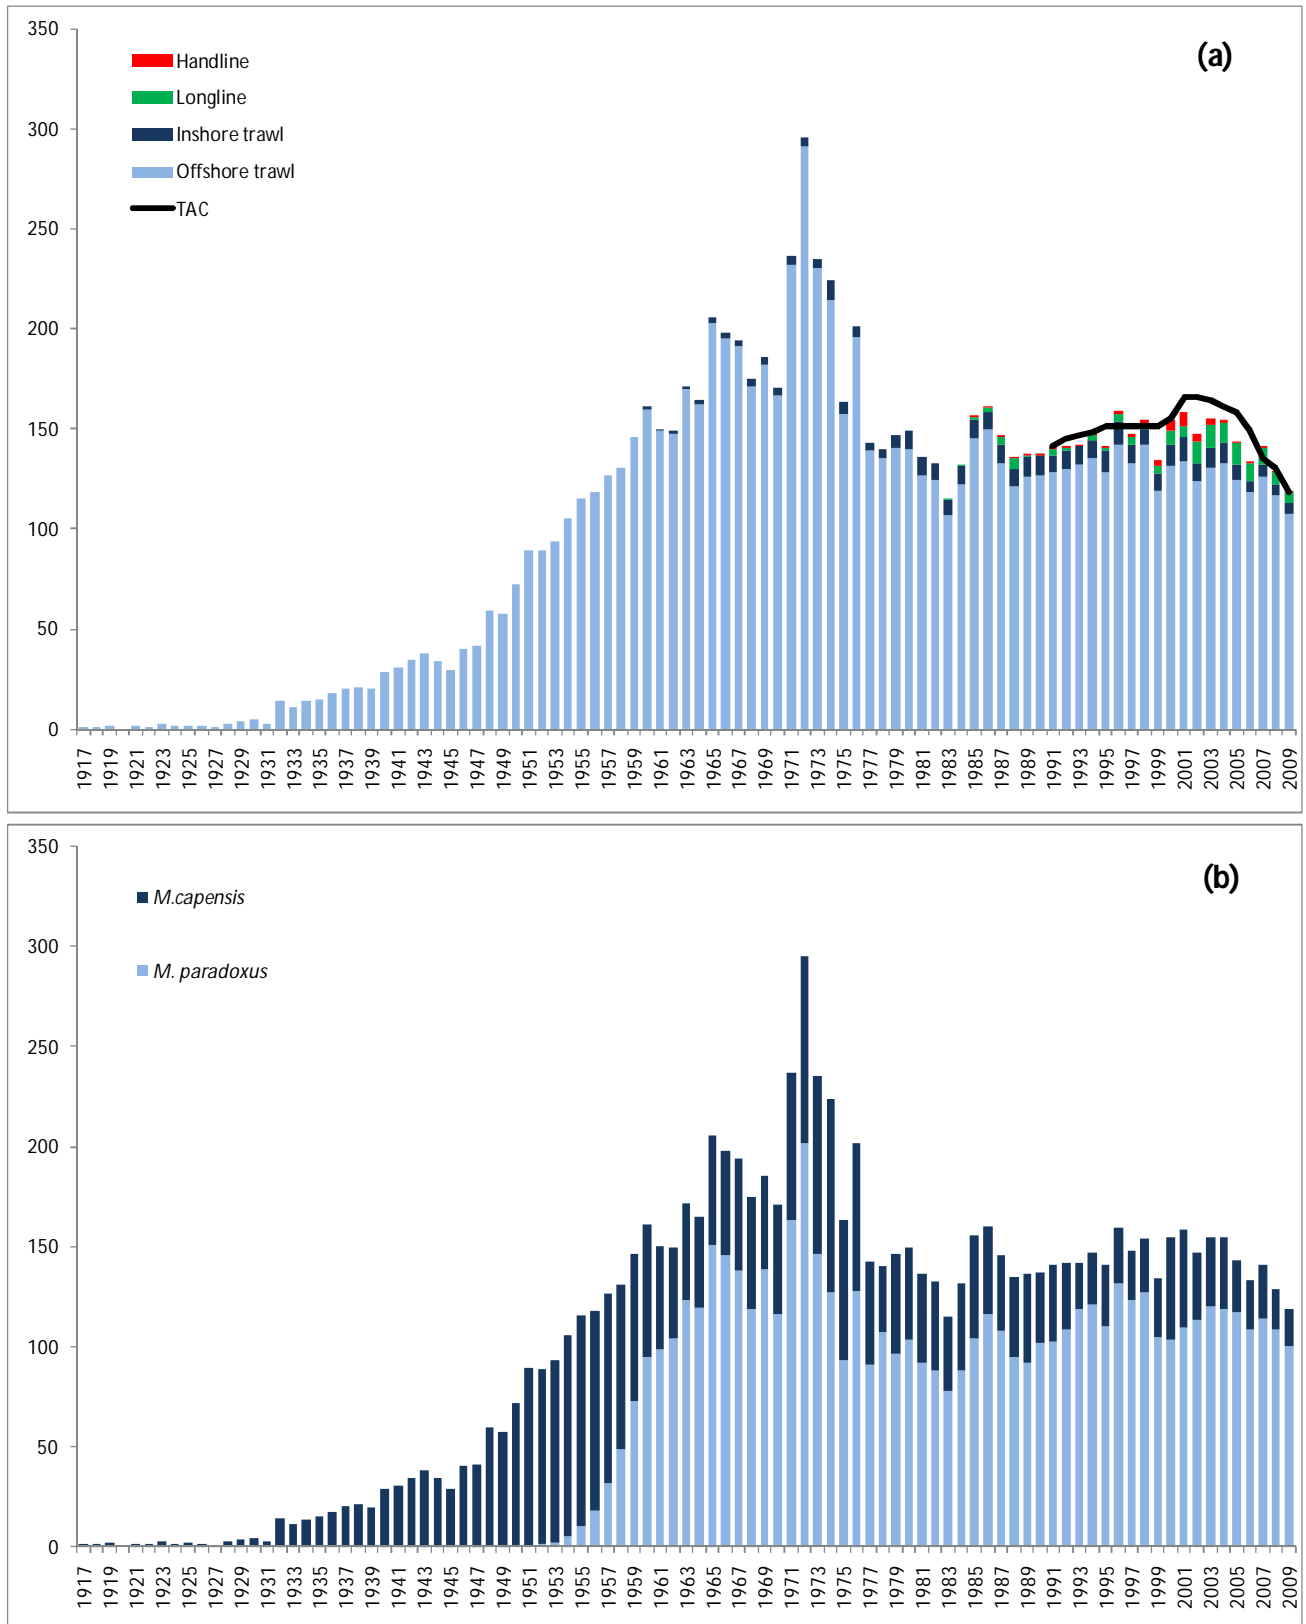 350
(a)
Handline
Longline
Inshore trawl
Offshore trawl
TAC
300
250
200
150
100
50
0
1917 1919 1921 1923 1925 1927 1929 1931 1933 1935 1937 1939 1941 1943 1945 1947 1949 1951 1953 1955 1957 1959 1961 1963 1965 1967 1969 1971 1973 1975 1977 1979 1981 1983 1985 1987 1989 1991 1993 1995 1997 1999 2001 2003 2005 2007 2009
350
(b)
M.capensis
M. paradoxus
300
250
200
150
100
50
0
1917 1919 1921 1923 1925 1927 1929 1931 1933 1935 1937 1939 1941 1943 1945 1947 1949 1951 1953 1955 1957 1959 1961 1963 1965 1967 1969 1971 1973 1975 1977 1979 1981 1983 1985 1987 1989 1991 1993 1995 1997 1999 2001 2003 2005 2007 2009